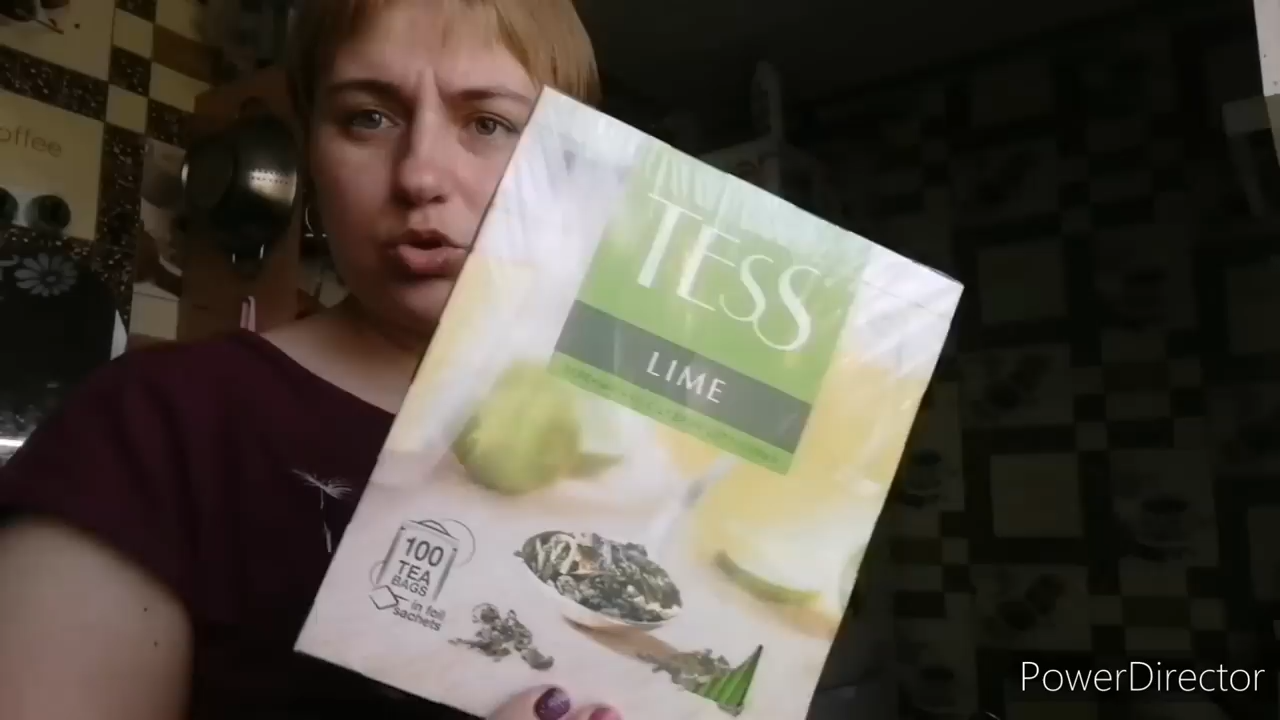 offee
TESS
LIME
100
TEA
BAGS
in foil
sachets
PowerDirector